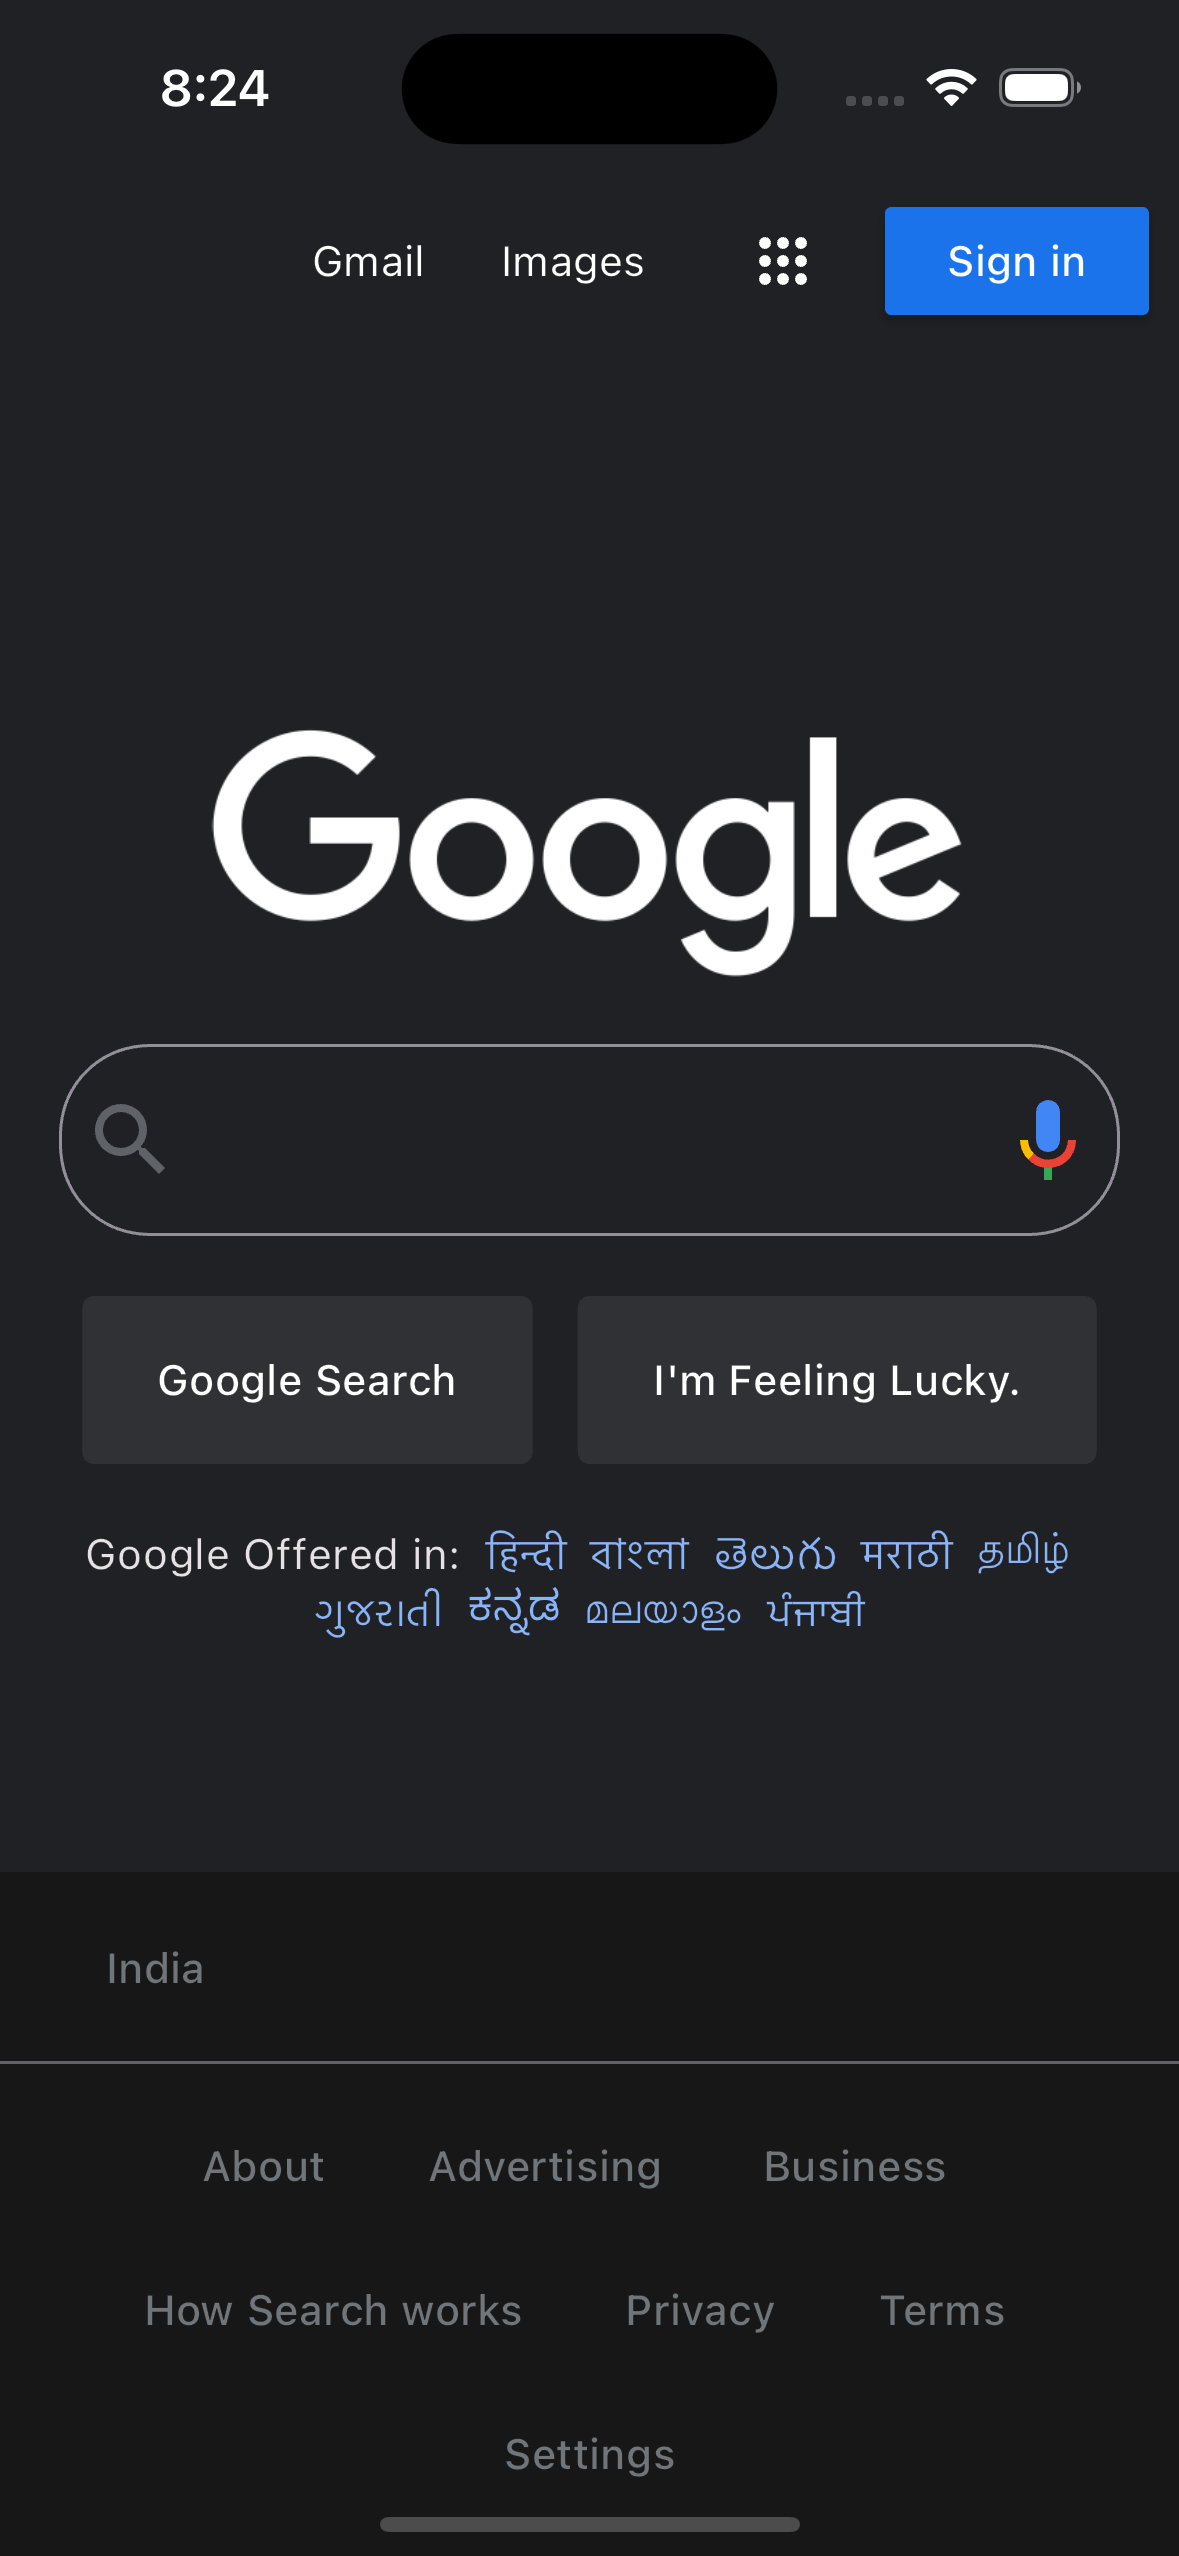 8:24
Gmail Images Sign in
Google
Google Search I'm Feeling Lucky.
Google Offered in: हिन्दी বাংলা తెలుగు मराठी தமிழ்
ગુજરાતી ಕನ್ನಡ മലയാളം ਪੰਜਾਬੀ
India
About Advertising Business
How Search works Privacy Terms
Settings